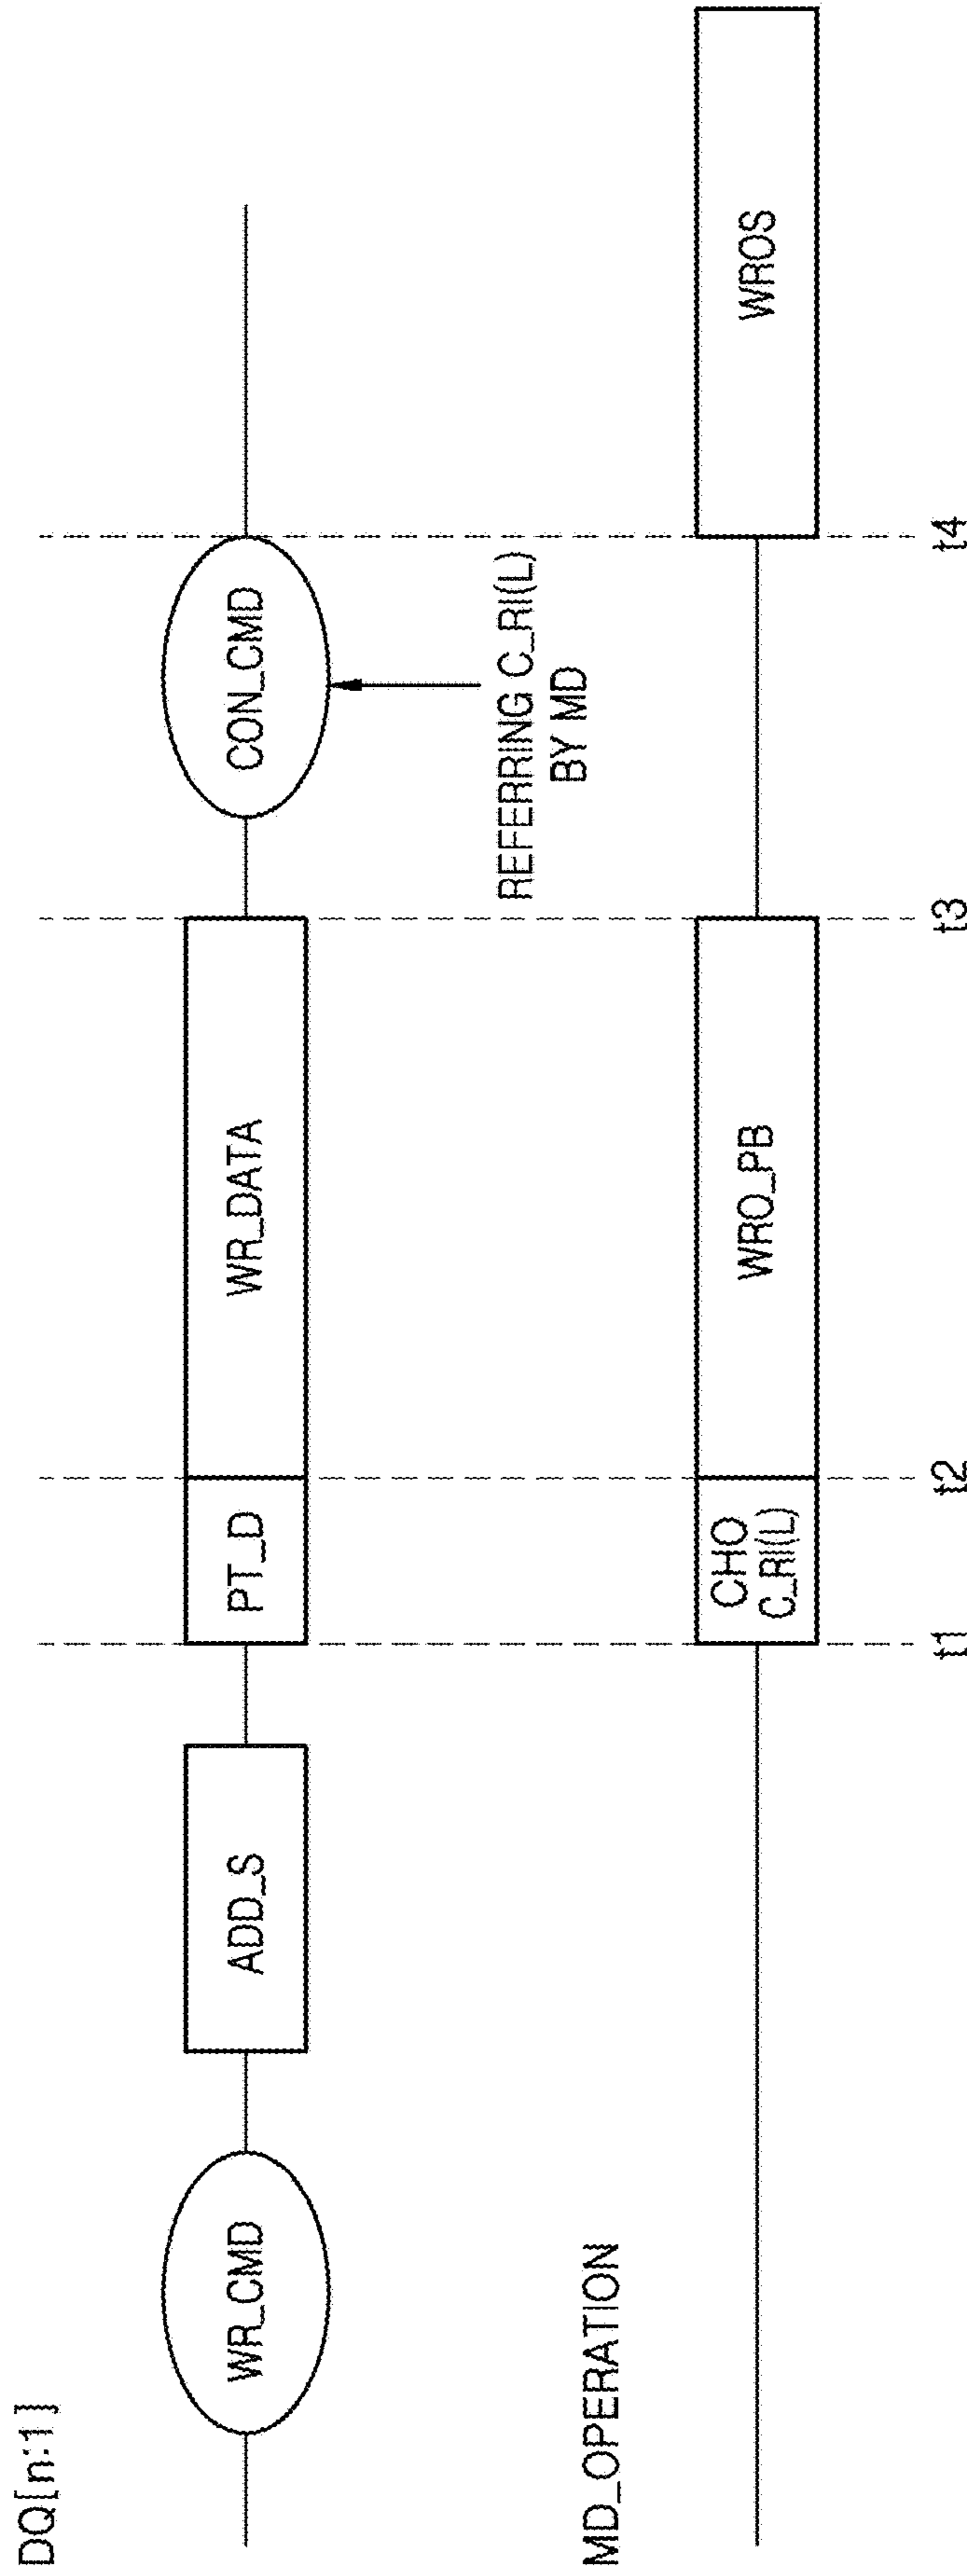 DQ[n:1]
WR_CMD
ADD_S
PT_D
WR_DATA
CON_CMD
REFERRING C_RI(L)
BY MD
MD_OPERATION
CHO
C_RI(L)
WRO_PB
WROS
t1
t2
t3
t4